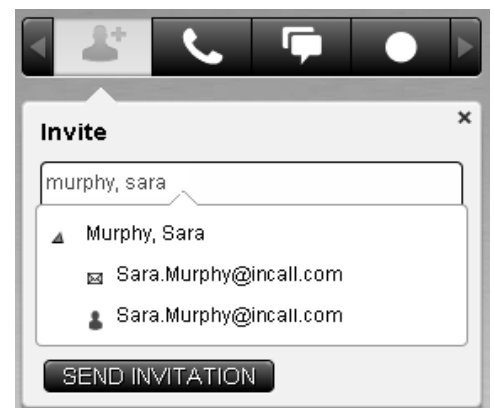 Invite
murphy, sara
Murphy, Sara
Sara.Murphy@incall.com
Sara.Murphy@incall.com
SEND INVITATION